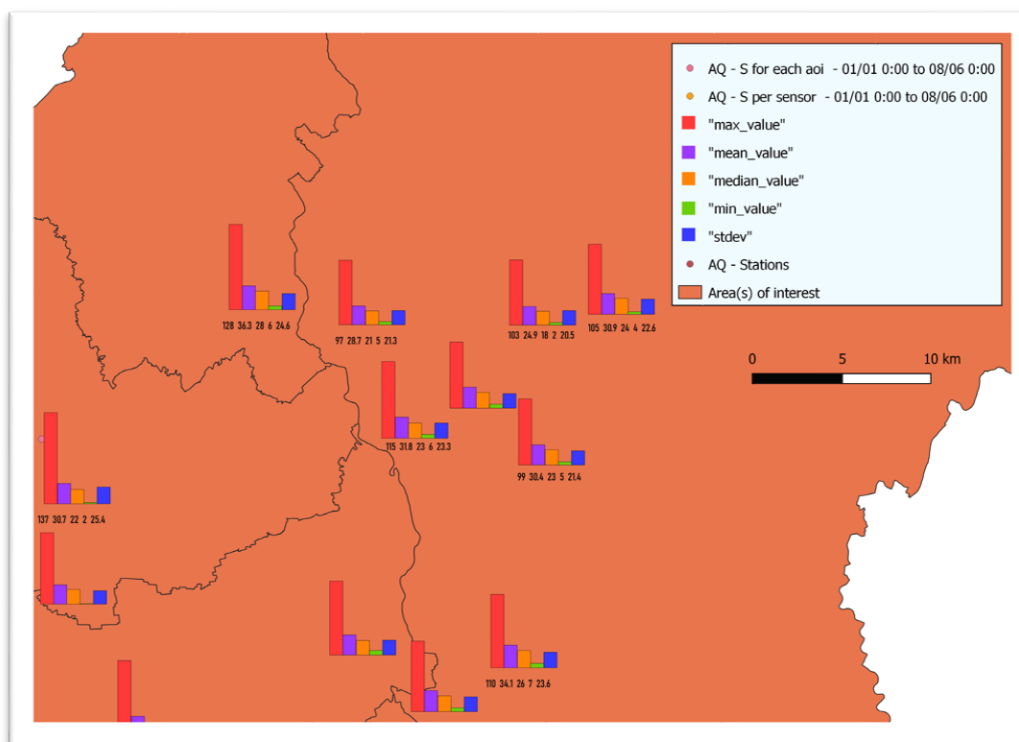 AQ - S for each aoi - 01/01 0:00 to 08/06 0:00
AQ - S per sensor - 01/01 0:00 to 08/06 0:00
"max_value"
"mean_value"
"median_value"
"min_value"
"stdev"
AQ - Stations
Area(s) of interest
128 36.3 28 6 24.6
97 28.7 21 5 21.3
103 24.9 18 2 20.5
105 30.9 24 4 22.6
0 5 10 km
115 31.8 23 6 23.3
99 30.4 23 5 21.4
137 30.7 22 2 25.4
110 34.1 26 7 23.6